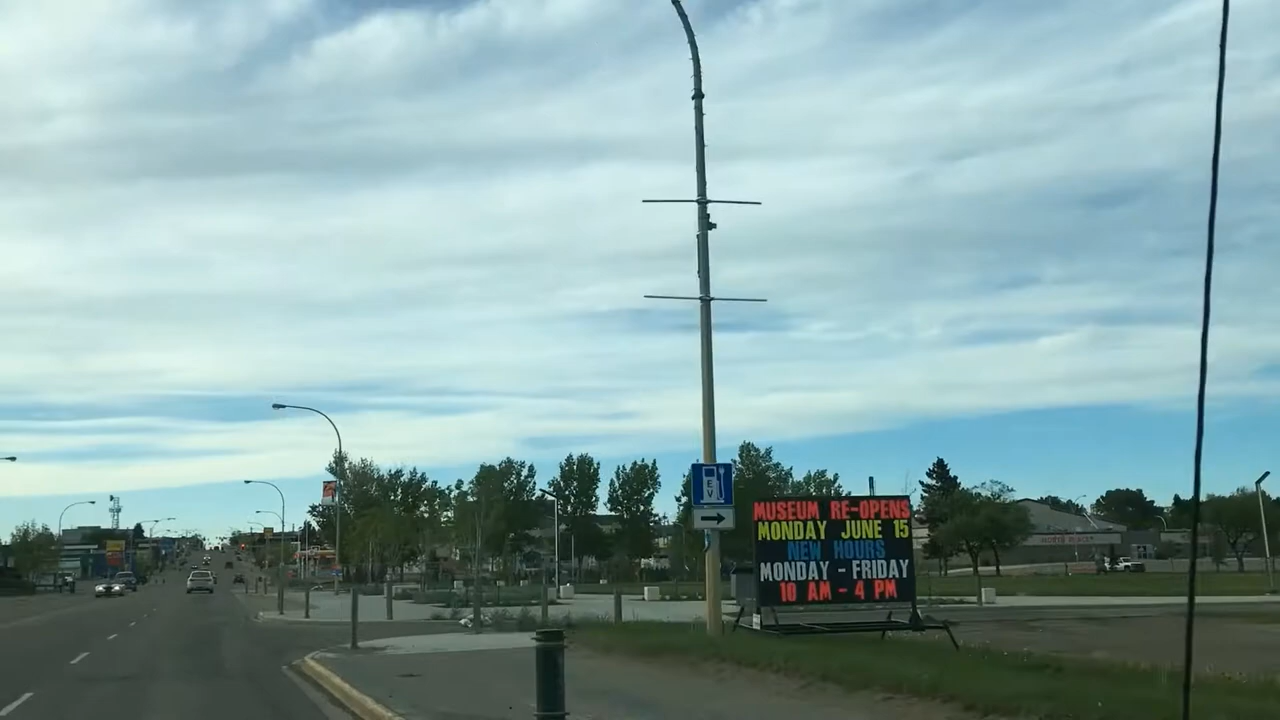 EV
MUSEUM RE-OPENS
MONDAY JUNE 15
NEW HOURS
MONDAY - FRIDAY
10 AM - 4 PM